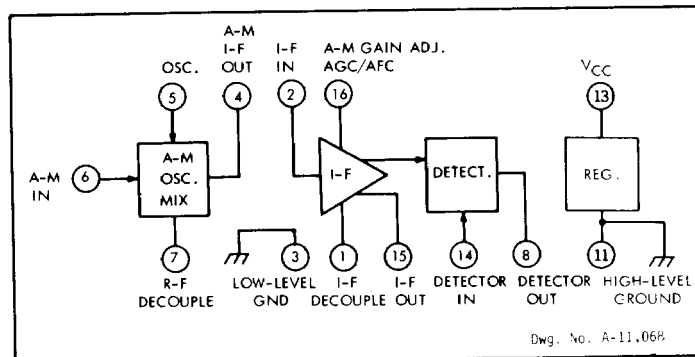 A-M
I-F
OUT
OSC.
I-F
IN
A-M GAIN ADJ.
AGC/AFC
VCC
5
4
2
16
13
A-M
IN
6
A-M
OSC.
MIX
I-F
DETECT.
REG.
7
3
1
15
14
8
11
R-F
DECOUPLE
LOW-LEVEL
GND
I-F
DECOUPLE
I-F
OUT
DETECTOR
IN
DETECTOR
OUT
HIGH-LEVEL
GROUND
Dwg. No. A-11,068